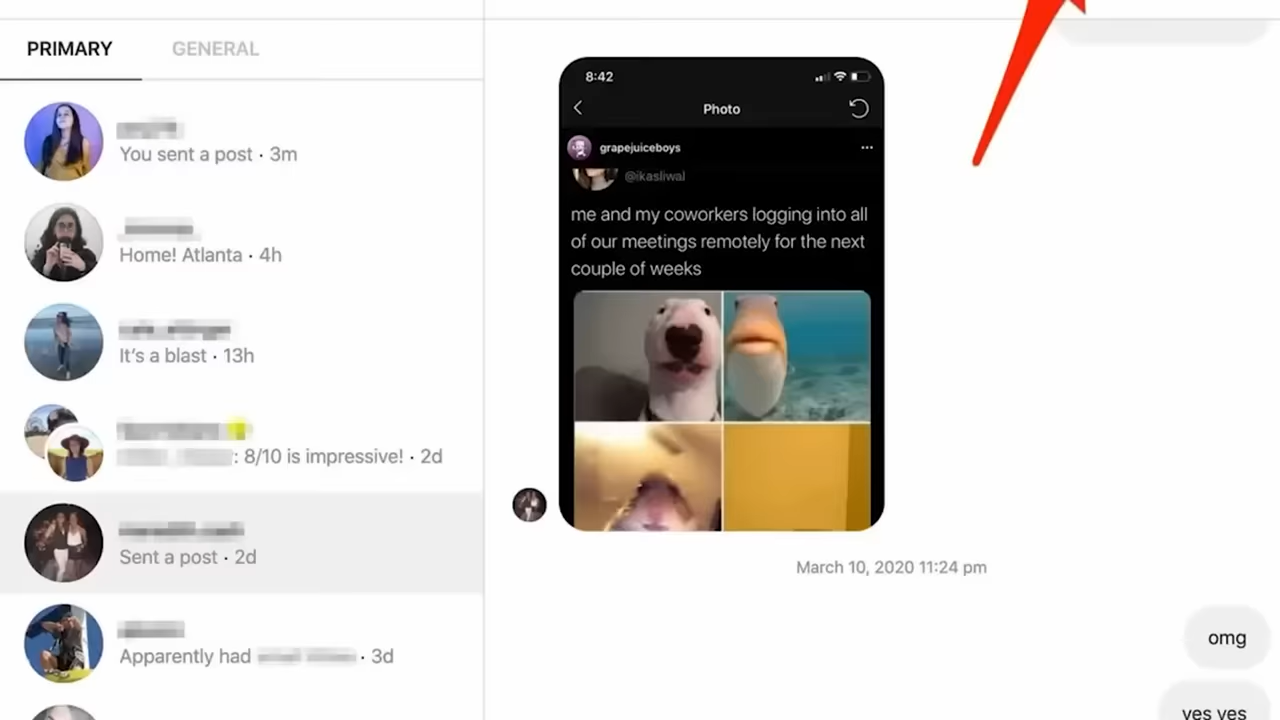 PRIMARY
GENERAL
You sent a post · 3m
Home! Atlanta · 4h
It's a blast · 13h
: 8/10 is impressive! · 2d
Sent a post · 2d
Apparently had · 3d
8:42
Photo
grapejuiceboys
@ikasliwal
me and my coworkers logging into all
of our meetings remotely for the next
couple of weeks
March 10, 2020 11:24 pm
omg
yes yes